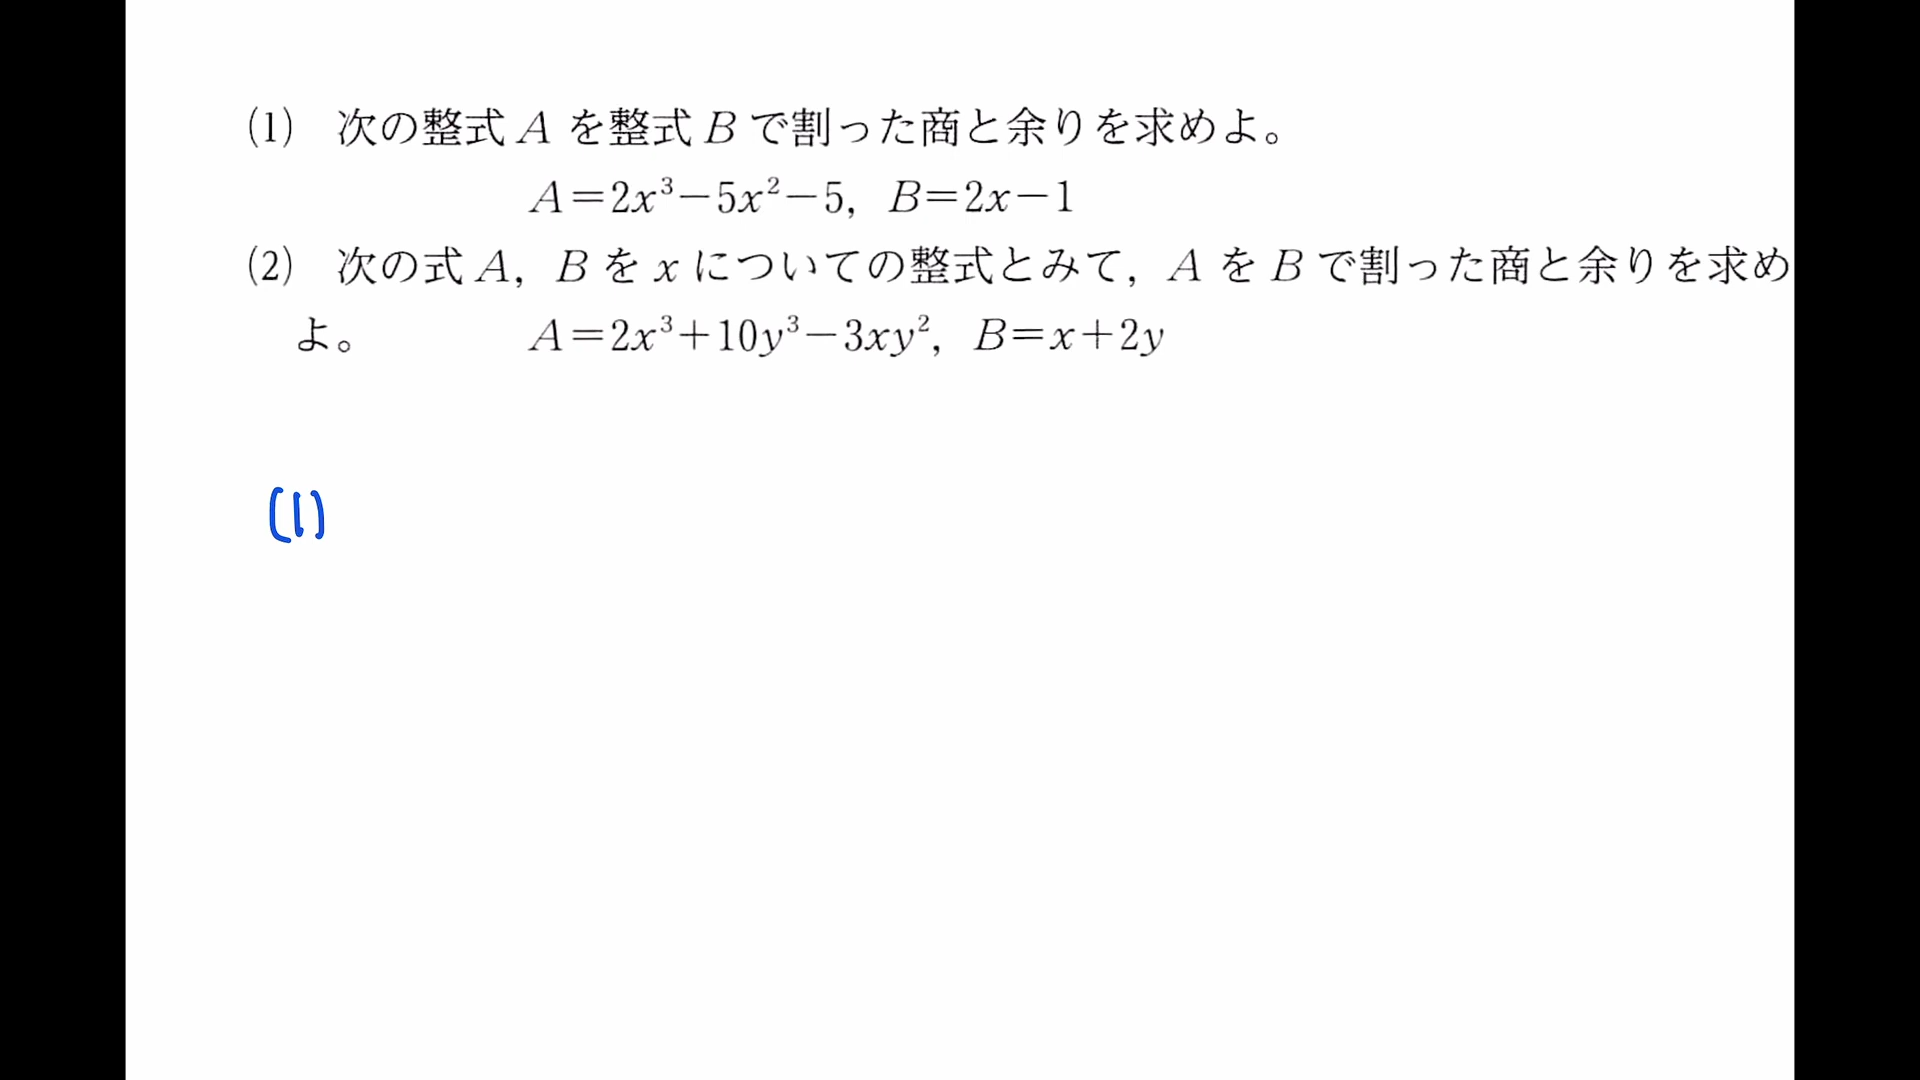 (1) 次の整式 A を整式 B で割った商と余りを求めよ。
A=2x³−5x²−5, B=2x−1
(2) 次の式 A, B を x についての整式とみて, A を B で割った商と余りを求め
よ。 A=2x³+10y³−3xy², B=x+2y
(1)